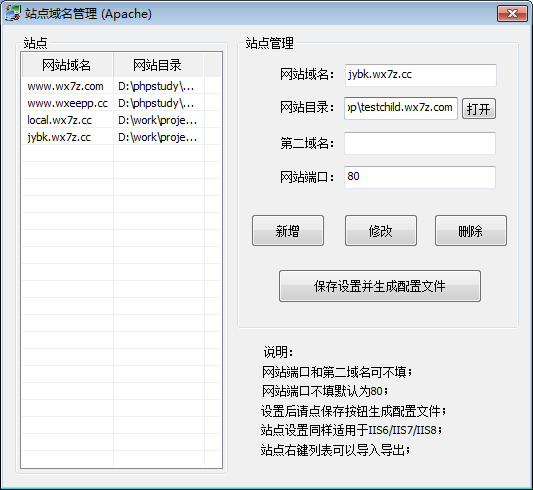 站点域名管理 (Apache)
站点
网站域名 网站目录
www.wx7z.com D:\phpstudy\...
www.wxeepp.cc D:\phpstudy\...
local.wx7z.cc D:\work\proje...
jybk.wx7z.cc D:\work\proje...
站点管理
网站域名: jybk.wx7z.cc
网站目录: op\testchild.wx7z.com 打开
第二域名:
网站端口: 80
新增 修改 删除
保存设置并生成配置文件
说明:
网站端口和第二域名可不填;
网站端口不填默认为80;
设置后请点保存按钮生成配置文件;
站点设置同样适用于IIS6/IIS7/IIS8;
站点右键列表可以导入导出;